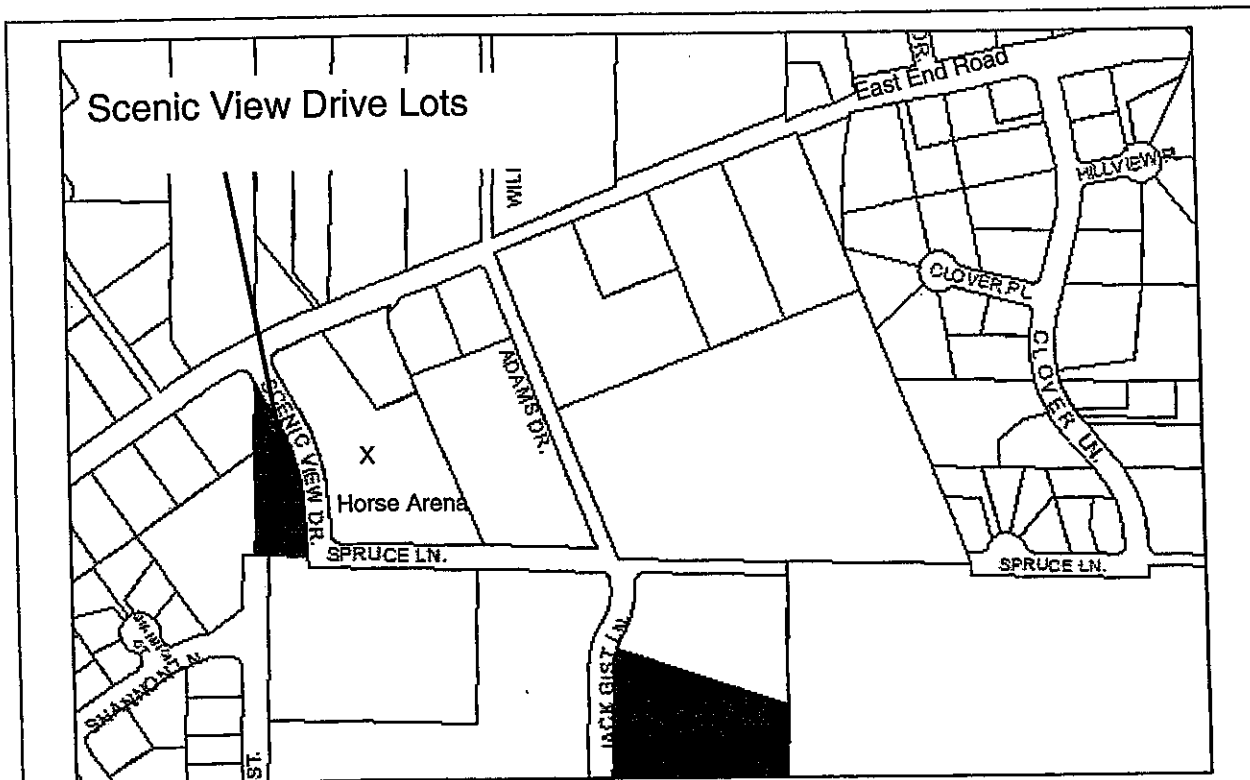 DR.
East End Road
Scenic View Drive Lots
HILLVIEW PL
CLOVER PL
CLOVER LN.
ADAMS DR.
SCENIC VIEW DR.
X
Horse Arena
SPRUCE LN.
SPRUCE LN.
SHANNON LN
JACK GIST LN.
ST.